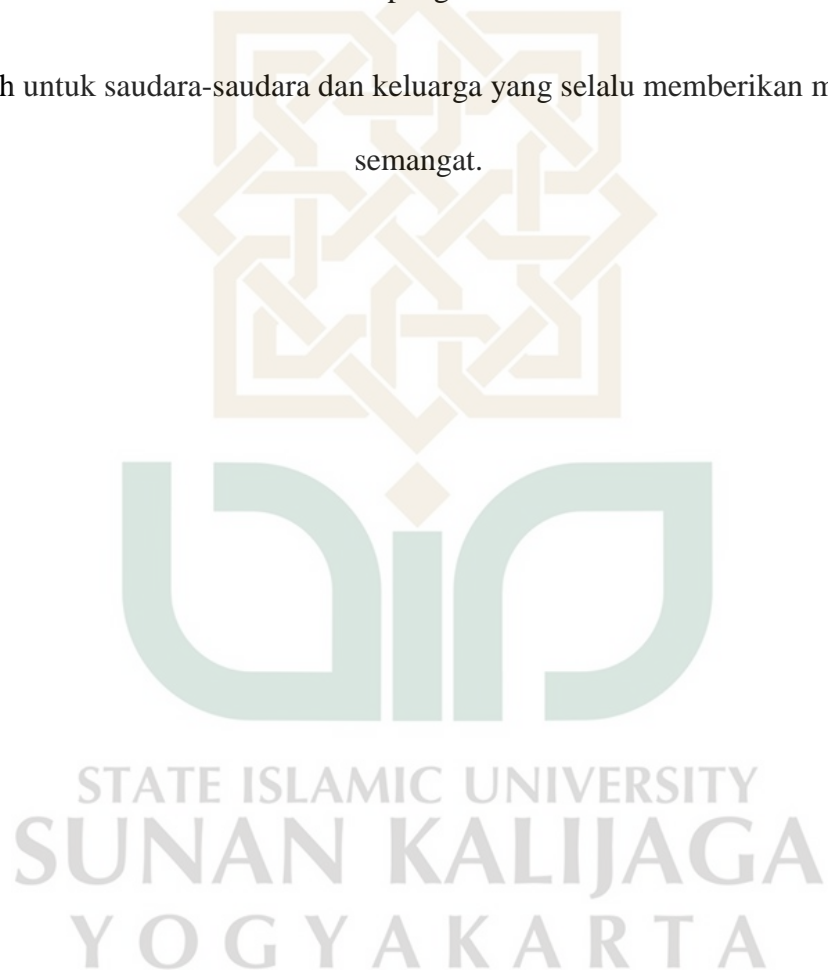 h untuk saudara-saudara dan keluarga yang selalu memberikan m
semangat.
STATE ISLAMIC UNIVERSITY
SUNAN KALIJAGA
YOGYAKARTA